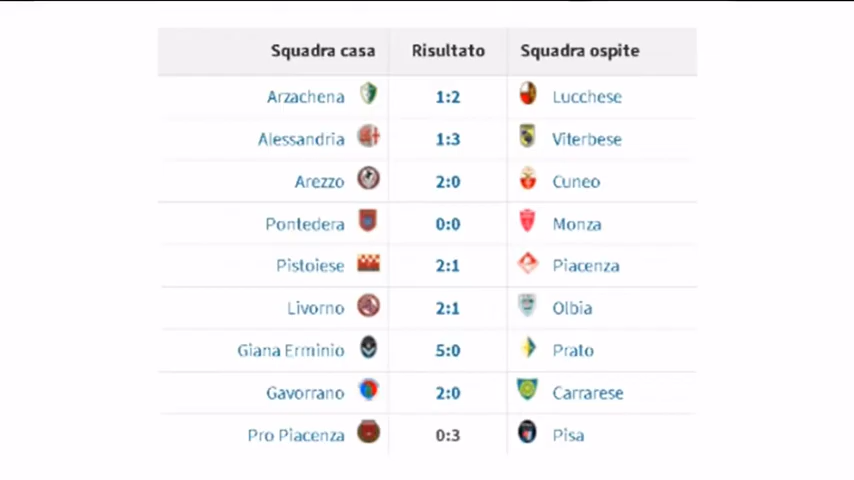 Squadra casa Risultato Squadra ospite
Arzachena 1:2 Lucchese
Alessandria 1:3 Viterbese
Arezzo 2:0 Cuneo
Pontedera 0:0 Monza
Pistoiese 2:1 Piacenza
Livorno 2:1 Olbia
Giana Erminio 5:0 Prato
Gavorrano 2:0 Carrarese
Pro Piacenza 0:3 Pisa